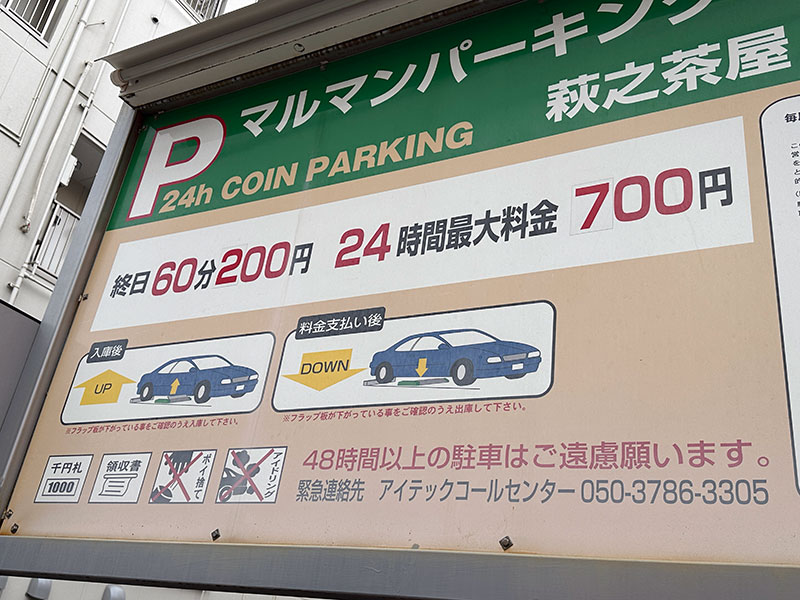 P
マルマンパーキング
萩之茶屋
24h COIN PARKING
終日60分200円 24時間最大料金 700円
入庫後
UP
※フラップ板が下がっている事をご確認のうえ入庫して下さい。
料金支払い後
DOWN
※フラップ板が下がっている事をご確認のうえ出庫して下さい。
千円札
1000
領収書
ポイ捨て
アイドリング
48時間以上の駐車はご遠慮願います。
緊急連絡先 アイテックコールセンター 050-3786-3305